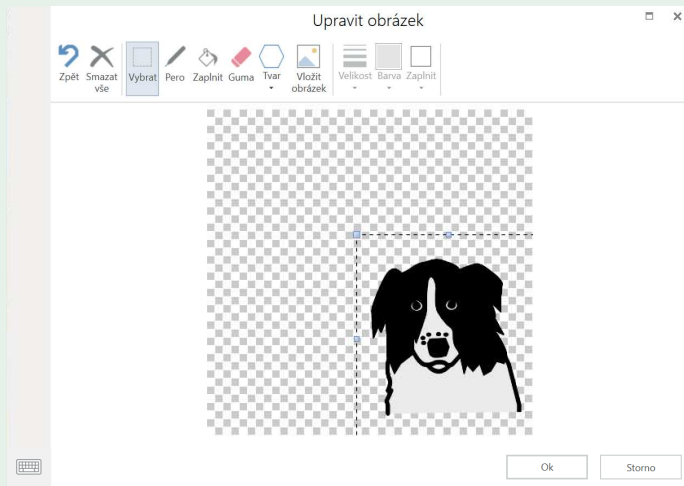 Upravit obrázek
Zpět Smazat vše Vybrat Pero Zaplnit Guma Tvar Vložit obrázek Velikost Barva Zaplnit
Ok Storno